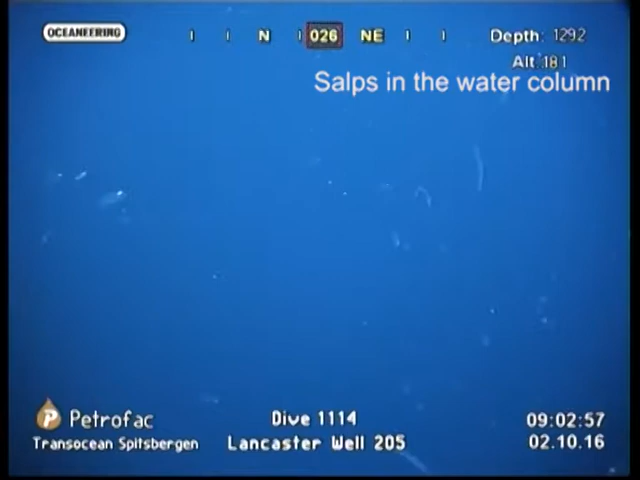 OCEANEERING
N 026 NE
Depth: 1292
Alt: 181
Salps in the water column
Petrofac
Dive 1114
09:02:57
Transocean Spitsbergen
Lancaster Well 205
02.10.16